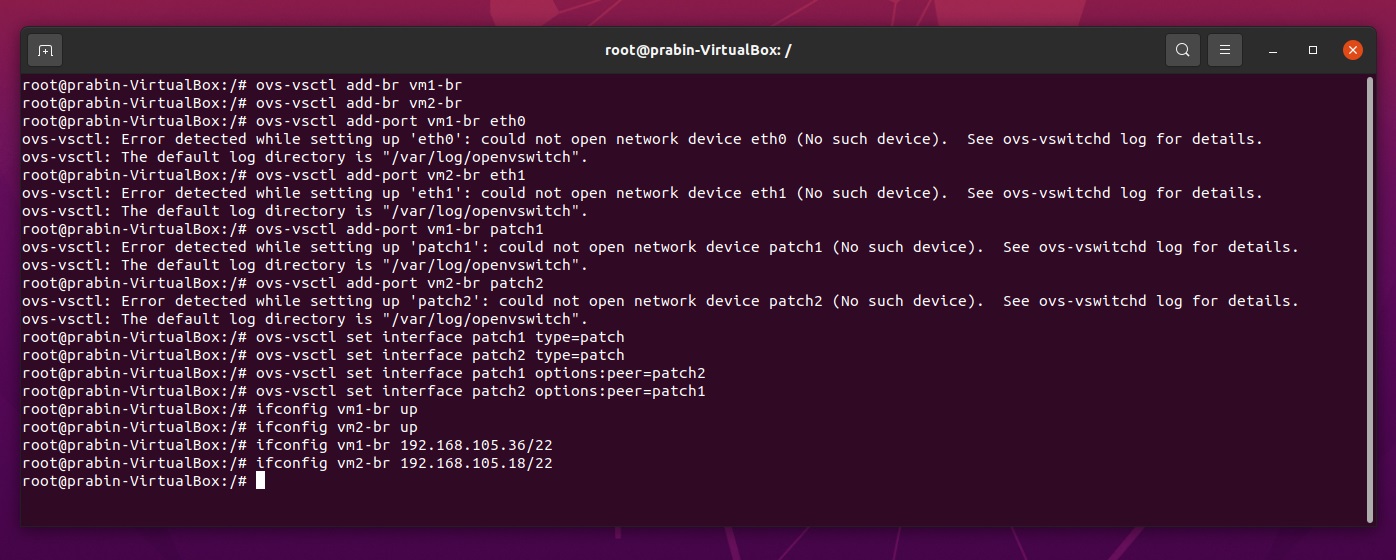 root@prabin-VirtualBox: /
root@prabin-VirtualBox:/# ovs-vsctl add-br vm1-br
root@prabin-VirtualBox:/# ovs-vsctl add-br vm2-br
root@prabin-VirtualBox:/# ovs-vsctl add-port vm1-br eth0
ovs-vsctl: Error detected while setting up 'eth0': could not open network device eth0 (No such device).  See ovs-vswitchd log for details.
ovs-vsctl: The default log directory is "/var/log/openvswitch".
root@prabin-VirtualBox:/# ovs-vsctl add-port vm2-br eth1
ovs-vsctl: Error detected while setting up 'eth1': could not open network device eth1 (No such device).  See ovs-vswitchd log for details.
ovs-vsctl: The default log directory is "/var/log/openvswitch".
root@prabin-VirtualBox:/# ovs-vsctl add-port vm1-br patch1
ovs-vsctl: Error detected while setting up 'patch1': could not open network device patch1 (No such device).  See ovs-vswitchd log for details.
ovs-vsctl: The default log directory is "/var/log/openvswitch".
root@prabin-VirtualBox:/# ovs-vsctl add-port vm2-br patch2
ovs-vsctl: Error detected while setting up 'patch2': could not open network device patch2 (No such device).  See ovs-vswitchd log for details.
ovs-vsctl: The default log directory is "/var/log/openvswitch".
root@prabin-VirtualBox:/# ovs-vsctl set interface patch1 type=patch
root@prabin-VirtualBox:/# ovs-vsctl set interface patch2 type=patch
root@prabin-VirtualBox:/# ovs-vsctl set interface patch1 options:peer=patch2
root@prabin-VirtualBox:/# ovs-vsctl set interface patch2 options:peer=patch1
root@prabin-VirtualBox:/# ifconfig vm1-br up
root@prabin-VirtualBox:/# ifconfig vm2-br up
root@prabin-VirtualBox:/# ifconfig vm1-br 192.168.105.36/22
root@prabin-VirtualBox:/# ifconfig vm2-br 192.168.105.18/22
root@prabin-VirtualBox:/#